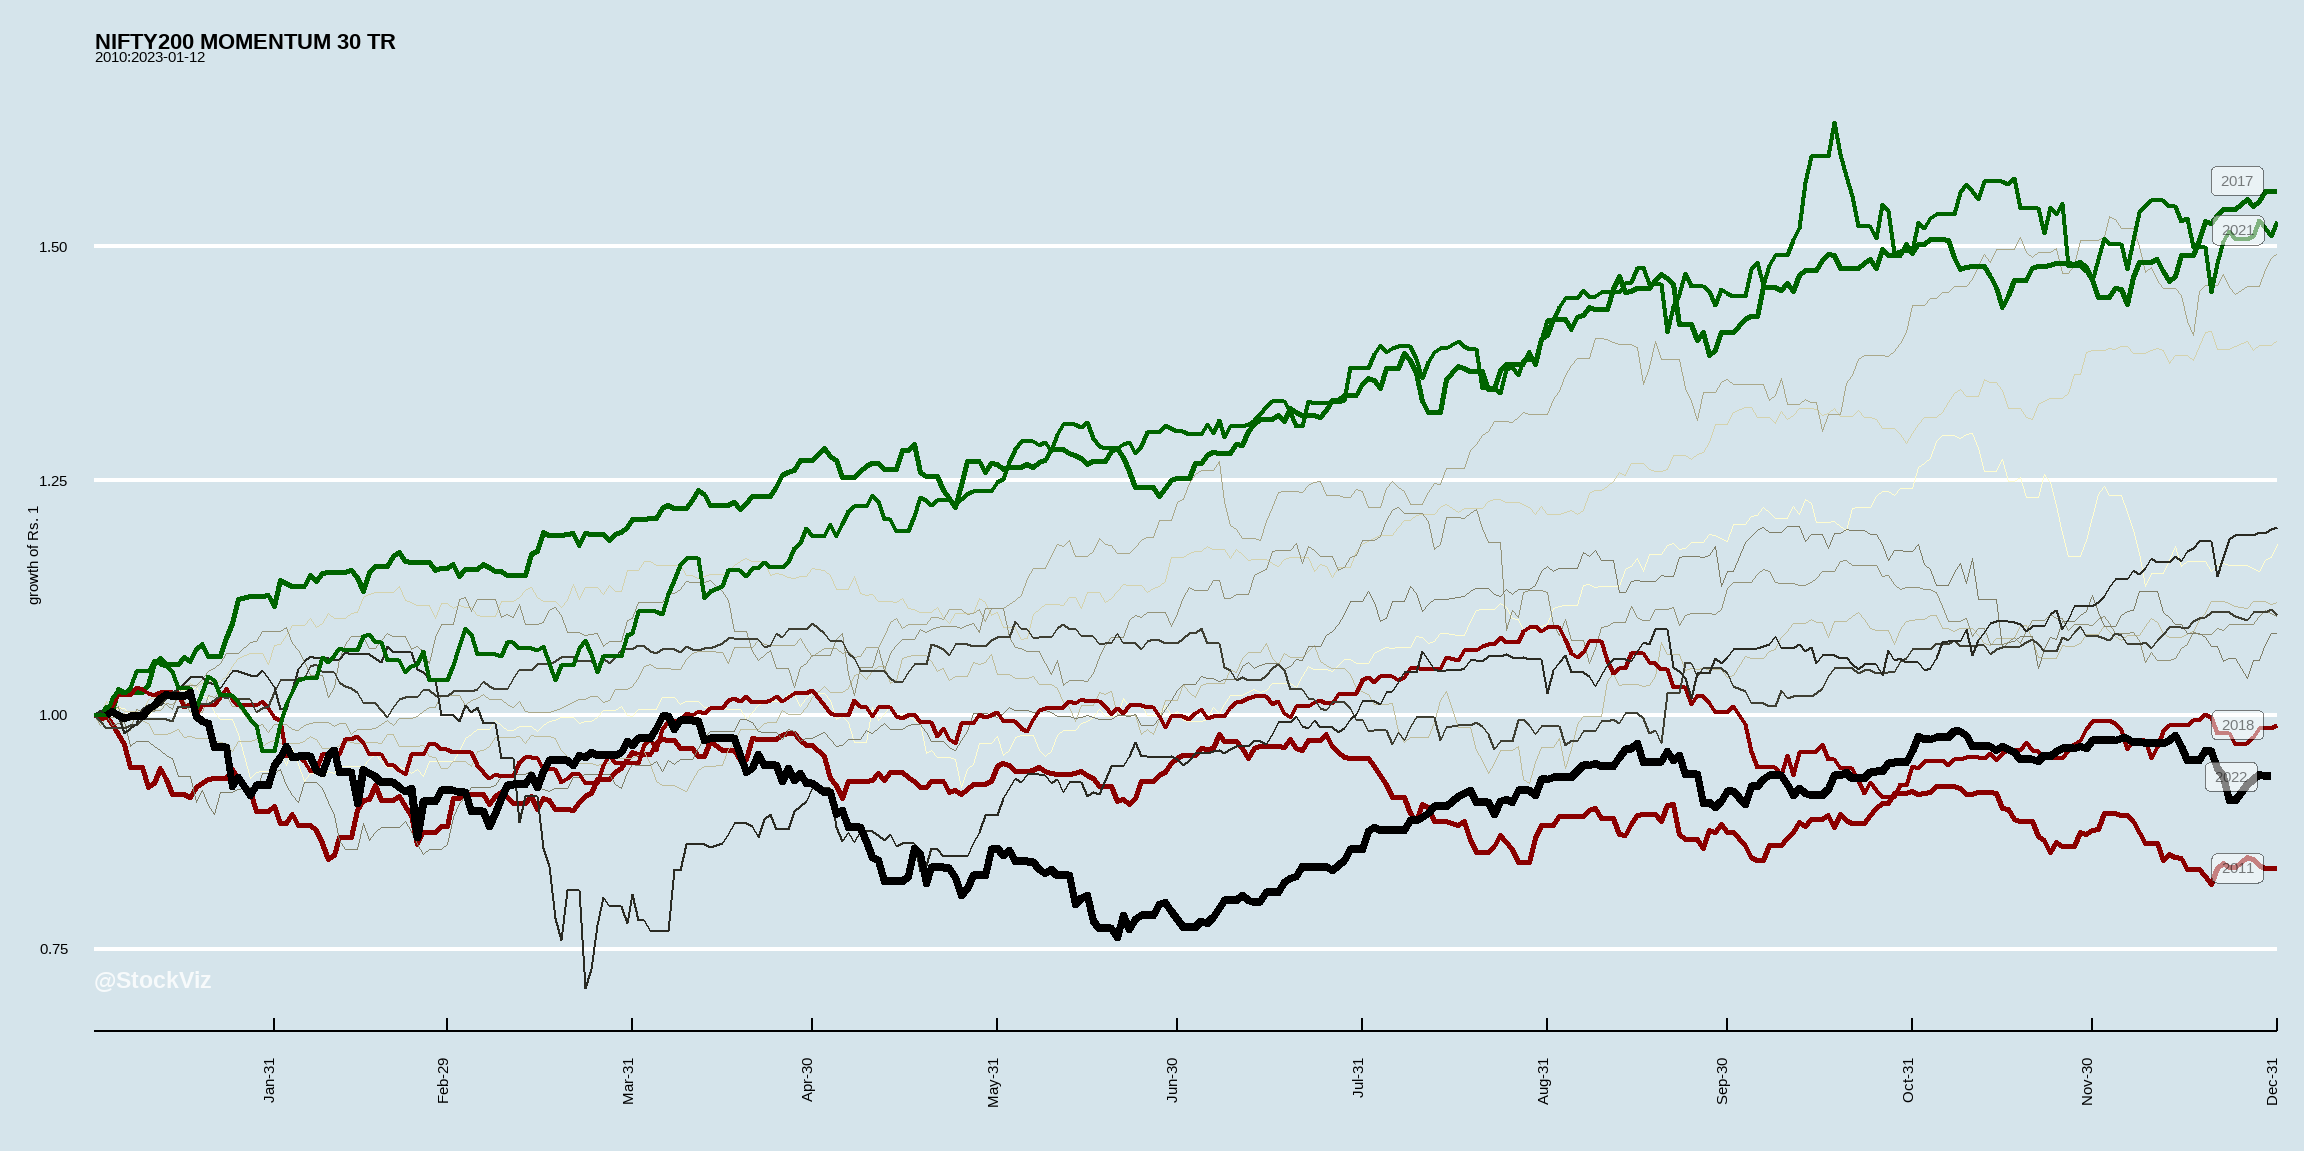 NIFTY200 MOMENTUM 30 TR
2010:2023-01-12
growth of Rs. 1
1.50
1.25
1.00
0.75
2017
2021
2018
2022
2011
@StockViz
Jan-31
Feb-29
Mar-31
Apr-30
May-31
Jun-30
Jul-31
Aug-31
Sep-30
Oct-31
Nov-30
Dec-31